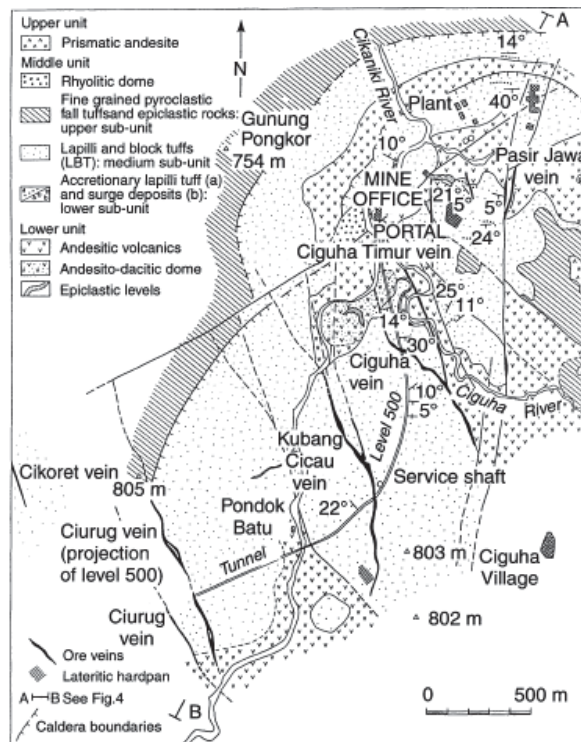 Upper unit
Prismatic andesite
Middle unit
Rhyolitic dome
Fine grained pyroclastic
fall tuffsand epiclastic rocks:
upper sub-unit
Lapilli and block tuffs
(LBT): medium sub-unit
Accretionary lapilli tuff (a)
and surge deposits (b):
lower sub-unit
Lower unit
Andesitic volcanics
Andesito-dacitic dome
Epiclastic levels
N
A
14°
Cikaniki River
Plant
40°
Gunung
Pongkor
754 m
10°
Pasir Jawa
vein
MINE
OFFICE
21°
5°
5°
PORTAL
24°
Ciguha Timur vein
25°
11°
14°
30°
Ciguha
vein
Ciguha
River
10°
5°
Level 500
Kubang
Cicau
vein
Cikoret vein
805 m
Service shaft
Pondok
Batu
22°
Ciurug vein
(projection
of level 500)
Tunnel
803 m
Ciguha
Village
802 m
Ciurug
vein
Ore veins
Lateritic hardpan
A B See Fig.4
Caldera boundaries
B
0 500 m